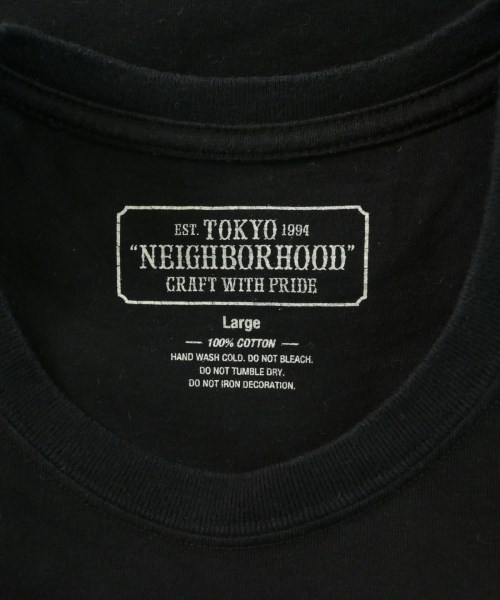 EST. TOKYO 1994
“NEIGHBORHOOD”
CRAFT WITH PRIDE
Large
— 100% COTTON —
HAND WASH COLD. DO NOT BLEACH.
DO NOT TUMBLE DRY.
DO NOT IRON DECORATION.